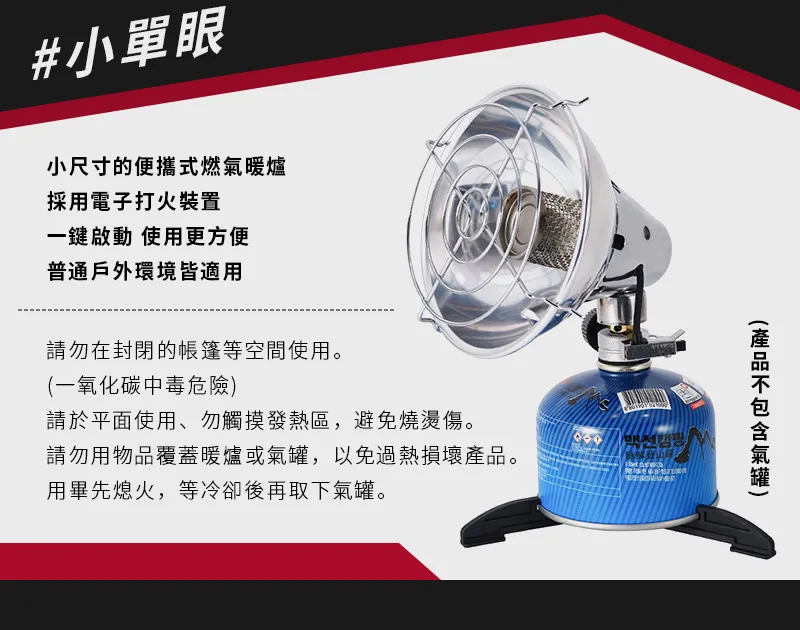 #小單眼
小尺寸的便攜式燃氣暖爐
採用電子打火裝置
一鍵啟動 使用更方便
普通戶外環境皆適用
請勿在封閉的帳篷等空間使用。
(一氧化碳中毒危險)
請於平面使用、勿觸摸發熱區，避免燒燙傷。
請勿用物品覆蓋暖爐或氣罐，以免過熱損壞產品。
用畢先熄火，等冷卻後再取下氣罐。
(產品不包含氣罐)
맥선캠핑